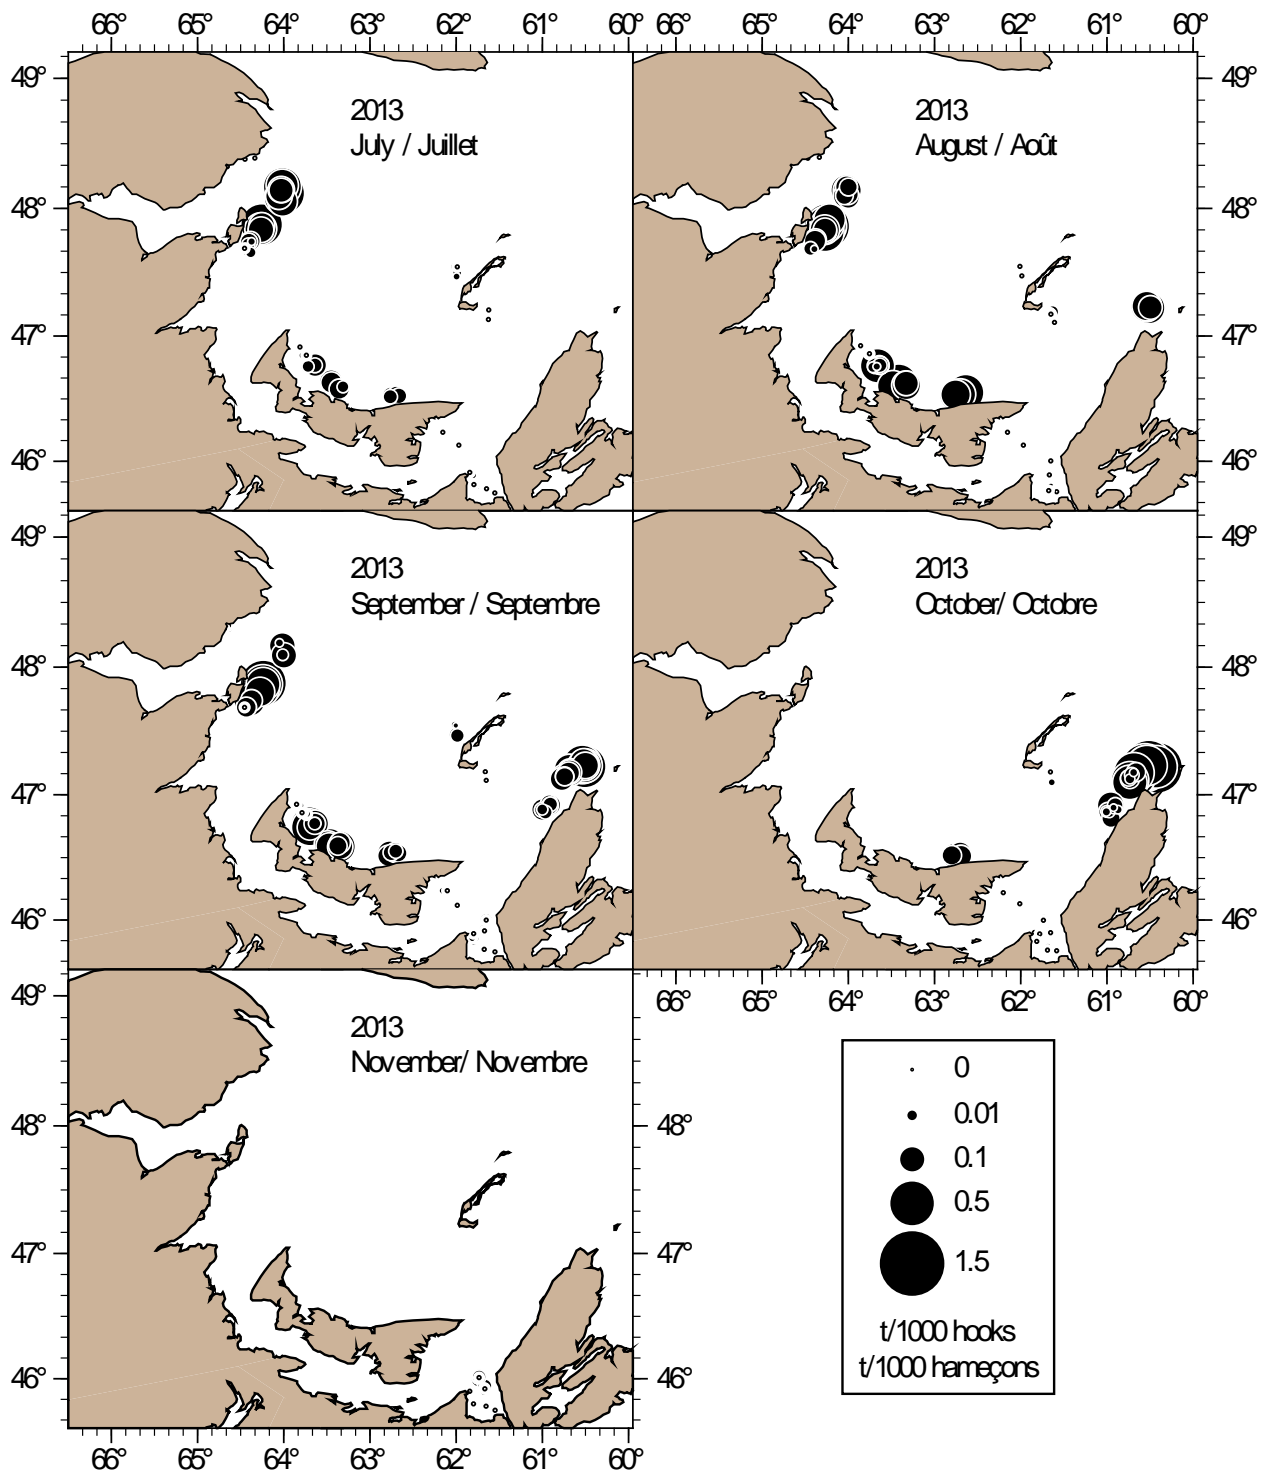 66° 65° 64° 63° 62° 61° 60° 66° 65° 64° 63° 62° 61° 60°
49° 49°
2013 2013
July / Juillet August / Août
48° 48°
47° 47°
46° 46°
49° 49°
2013 2013
September / Septembre October/ Octobre
48° 48°
47° 47°
46° 46°
49°
66° 65° 64° 63° 62° 61° 60°
2013
November/ Novembre
48° 48°
47° 47°
46° 46°
66° 65° 64° 63° 62° 61° 60°
0
0.01
0.1
0.5
1.5
t/1000 hooks
t/1000 hameçons